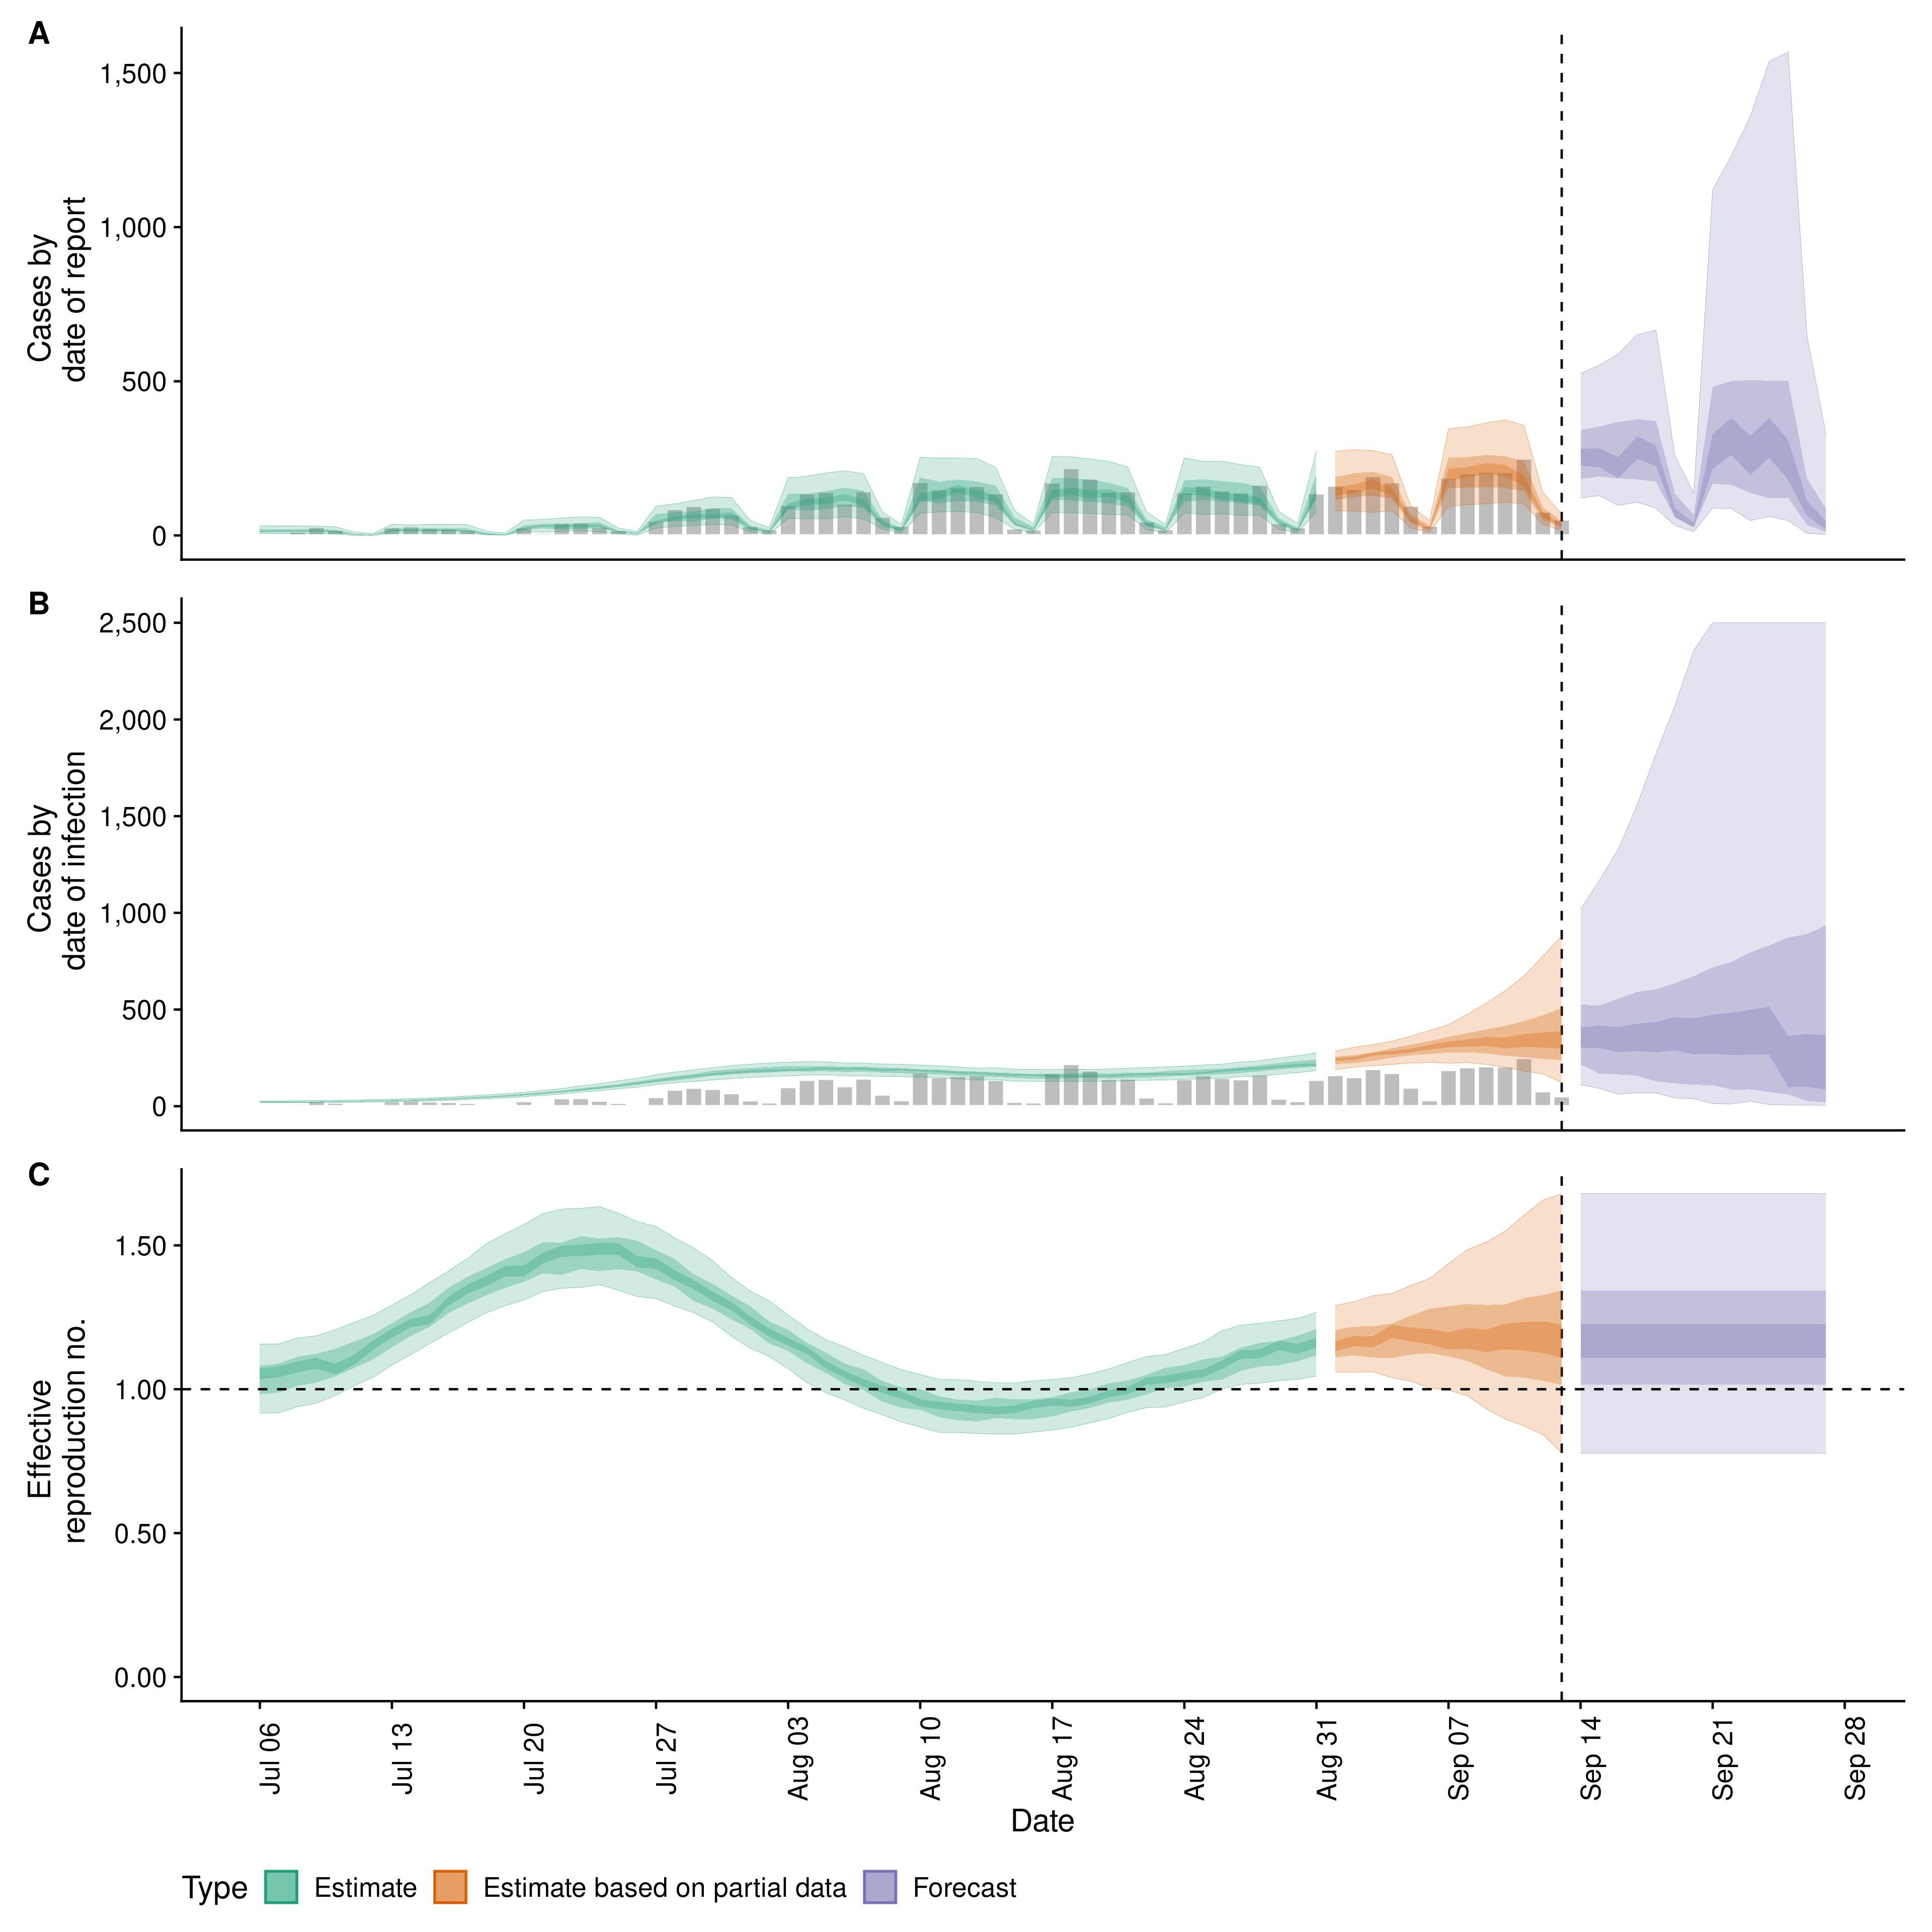 A
Cases by
date of report
1,500
1,000
500
0
B
Cases by
date of infection
2,500
2,000
1,500
1,000
500
0
C
Effective
reproduction no.
1.50
1.00
0.50
0.00
Jul 06
Jul 13
Jul 20
Jul 27
Aug 03
Aug 10
Aug 17
Aug 24
Aug 31
Sep 07
Sep 14
Sep 21
Sep 28
Date
Type Estimate Estimate based on partial data Forecast